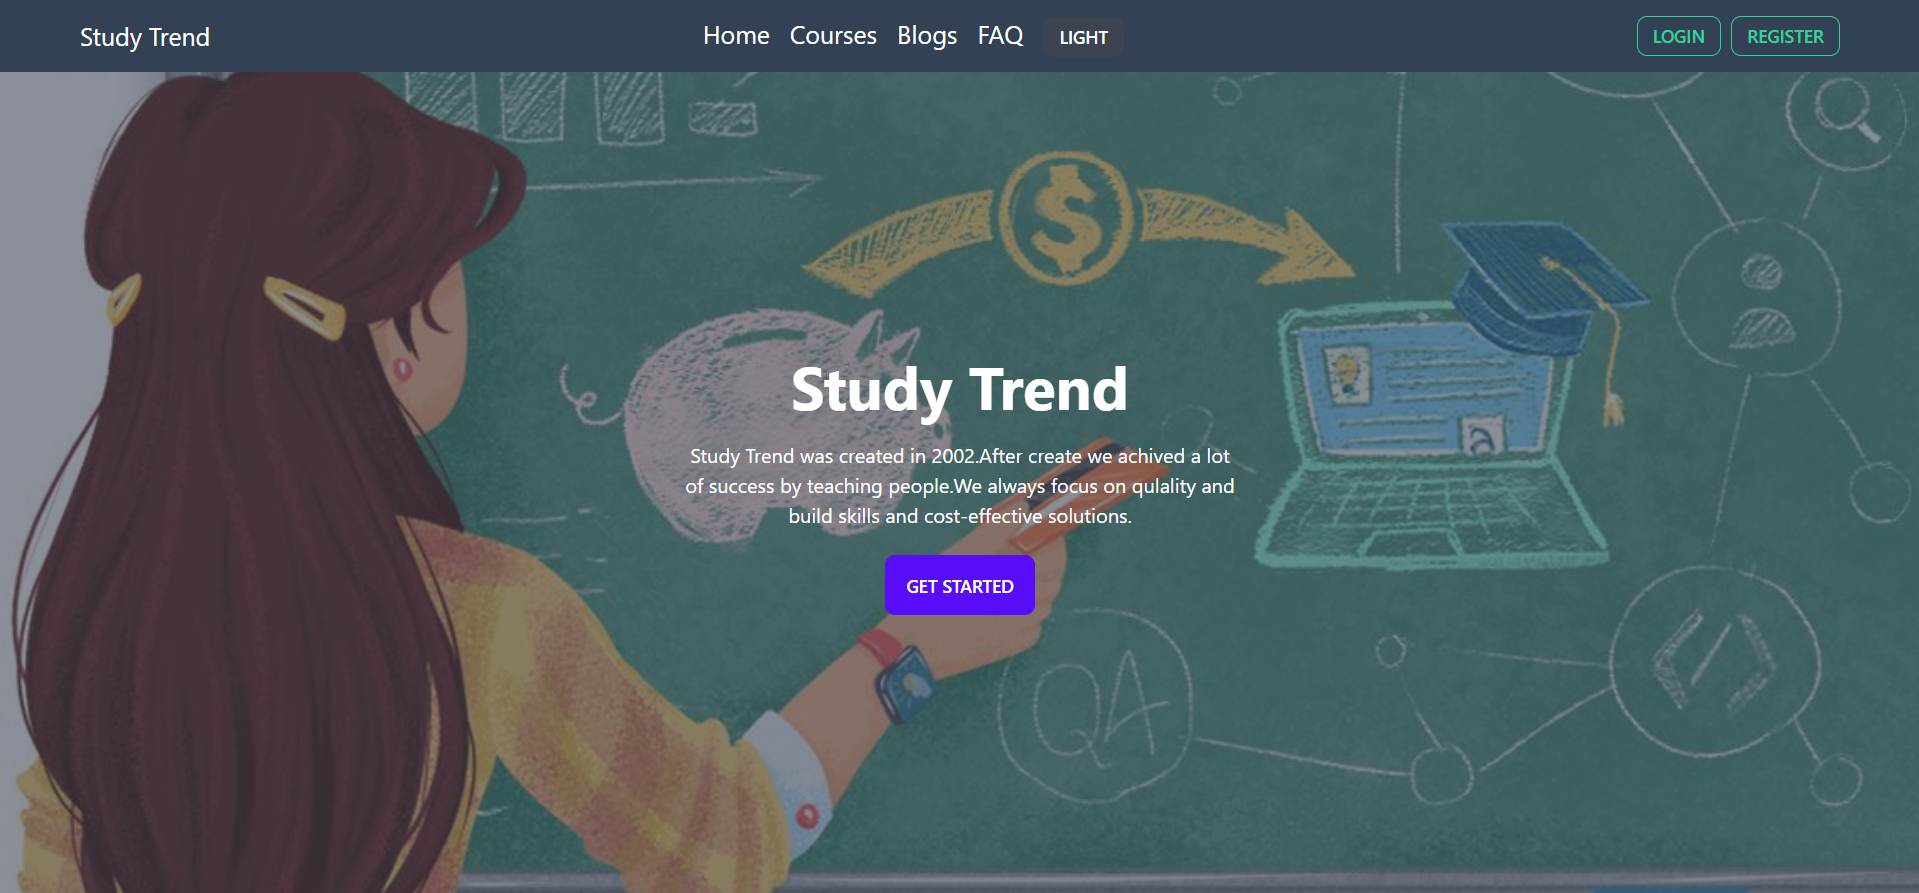 Study Trend
Home Courses Blogs FAQ LIGHT
LOGIN REGISTER
$
Study Trend
Study Trend was created in 2002.After create we achived a lot
of success by teaching people.We always focus on qulality and
build skills and cost-effective solutions.
GET STARTED
a
QA